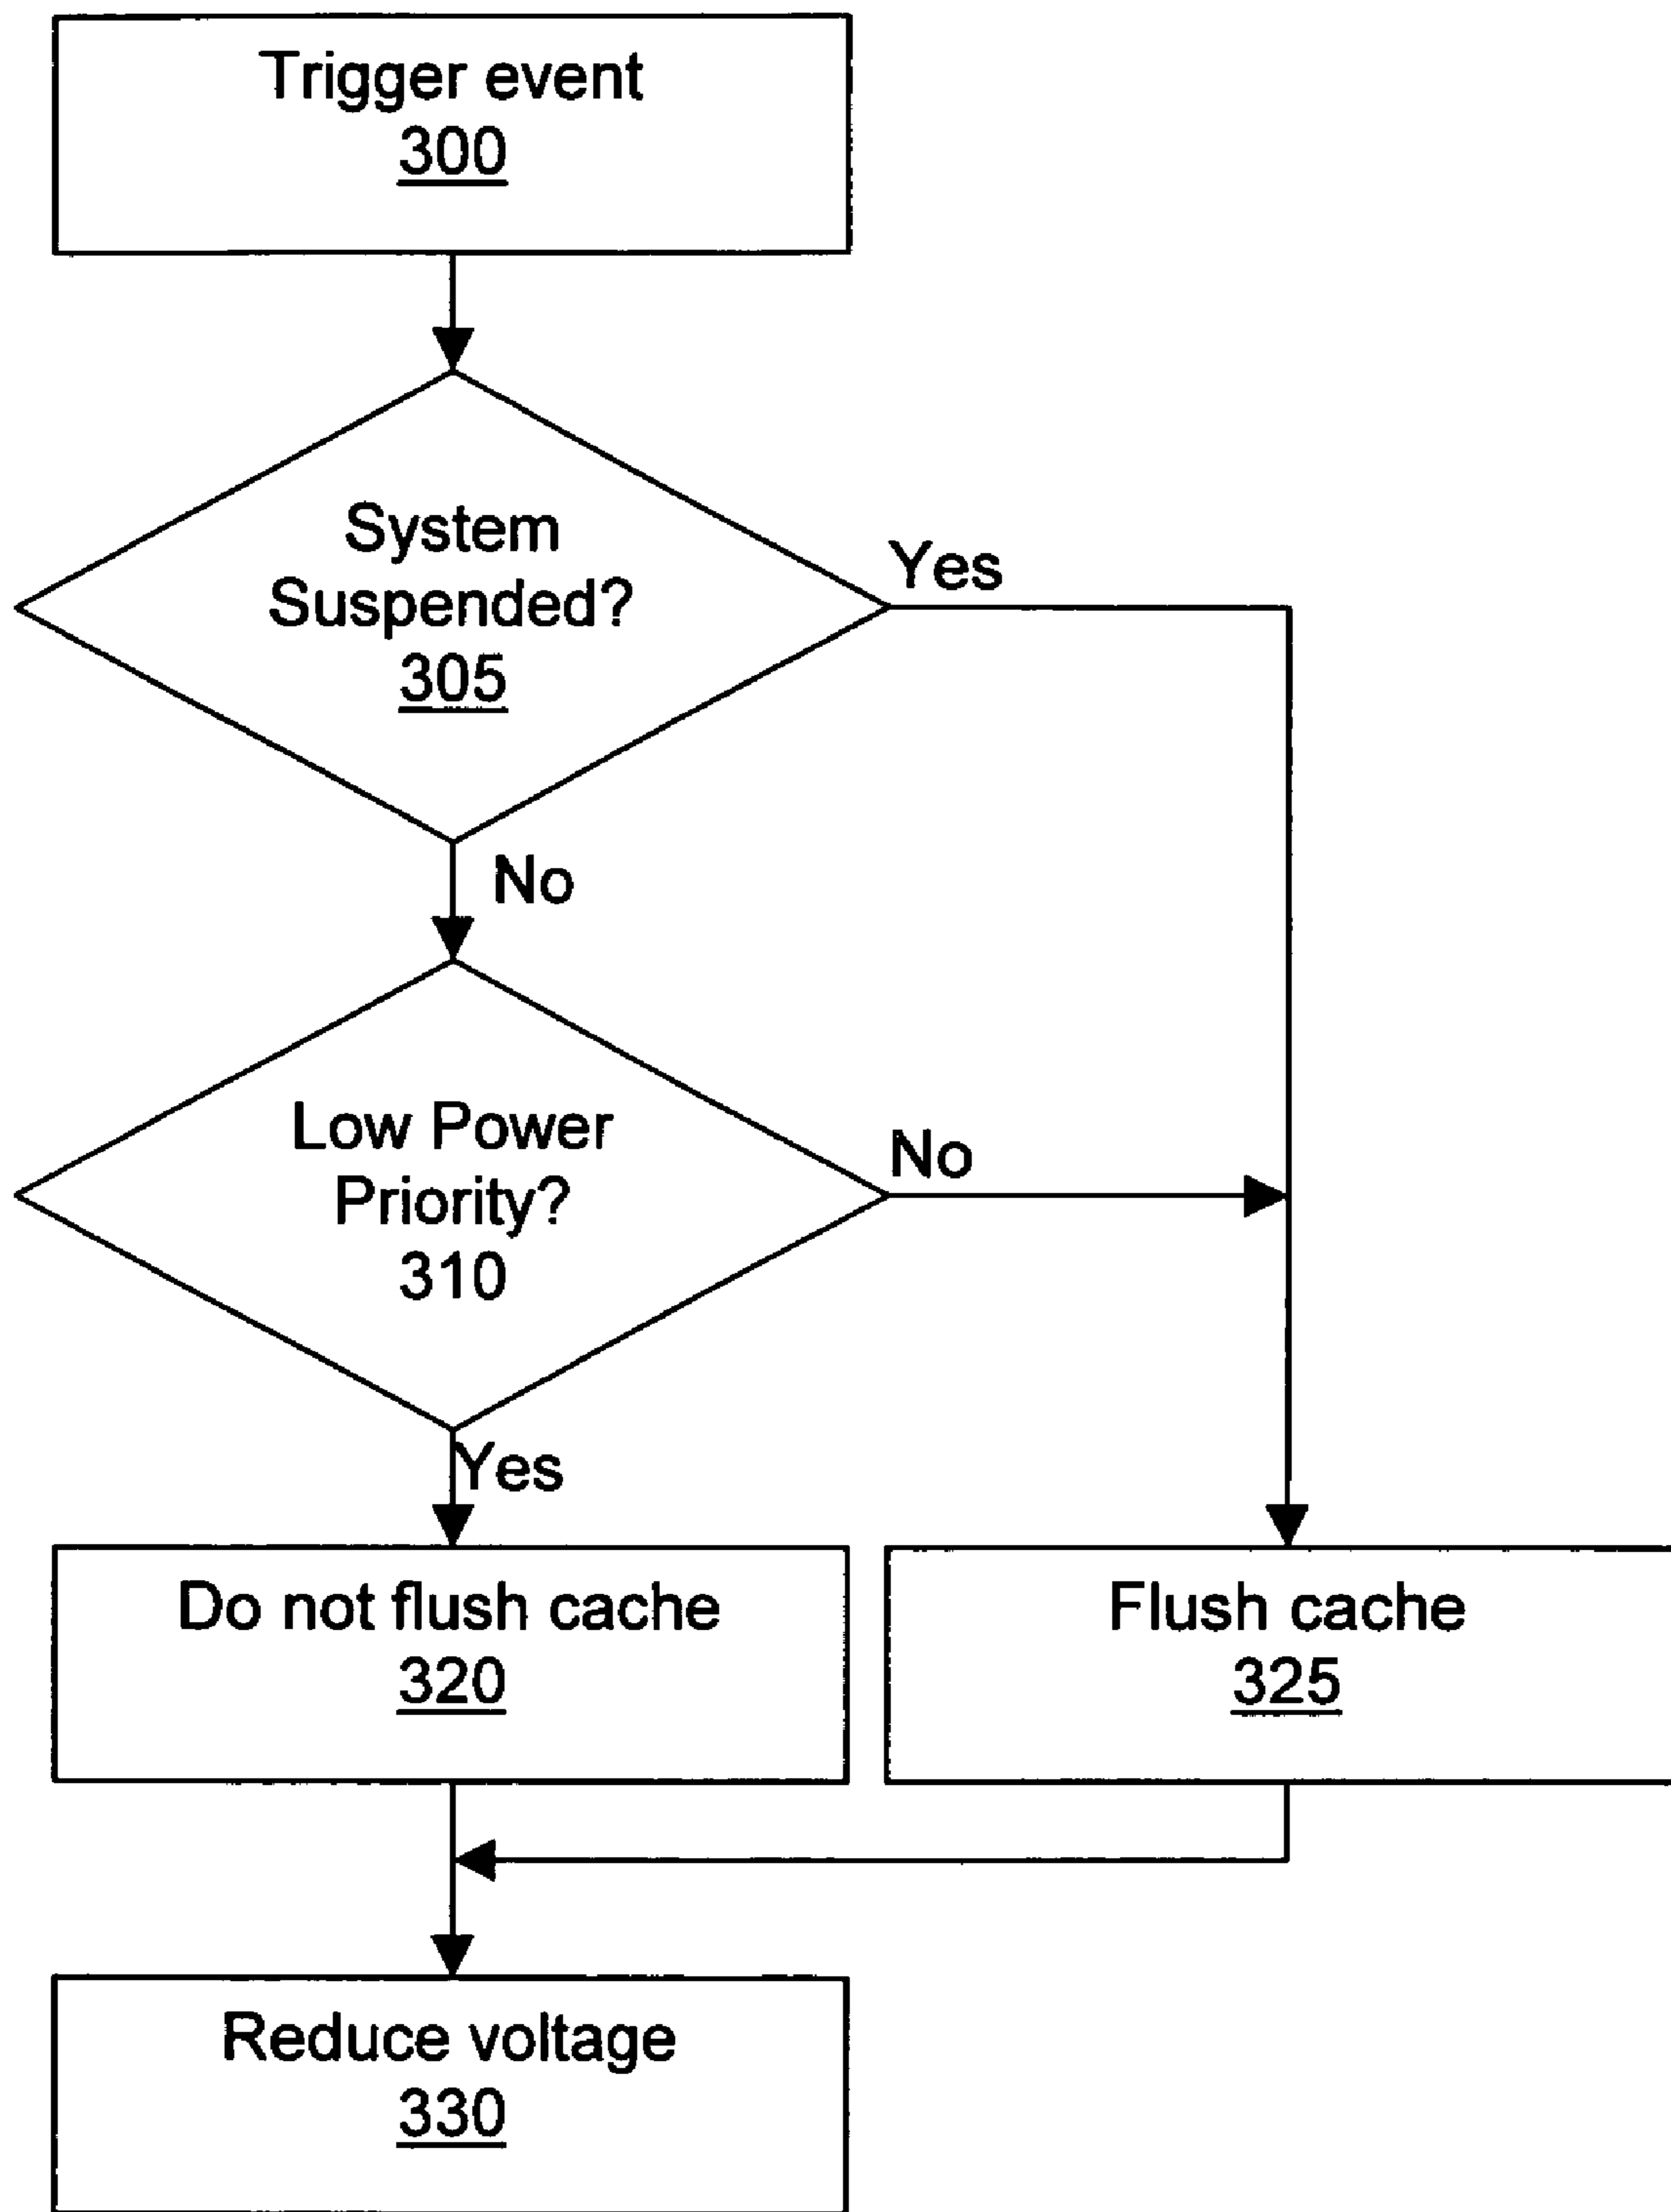 Trigger event
300
System
Suspended?
305
Yes
No
Low Power
Priority?
310
No
Yes
Do not flush cache
320
Flush cache
325
Reduce voltage
330